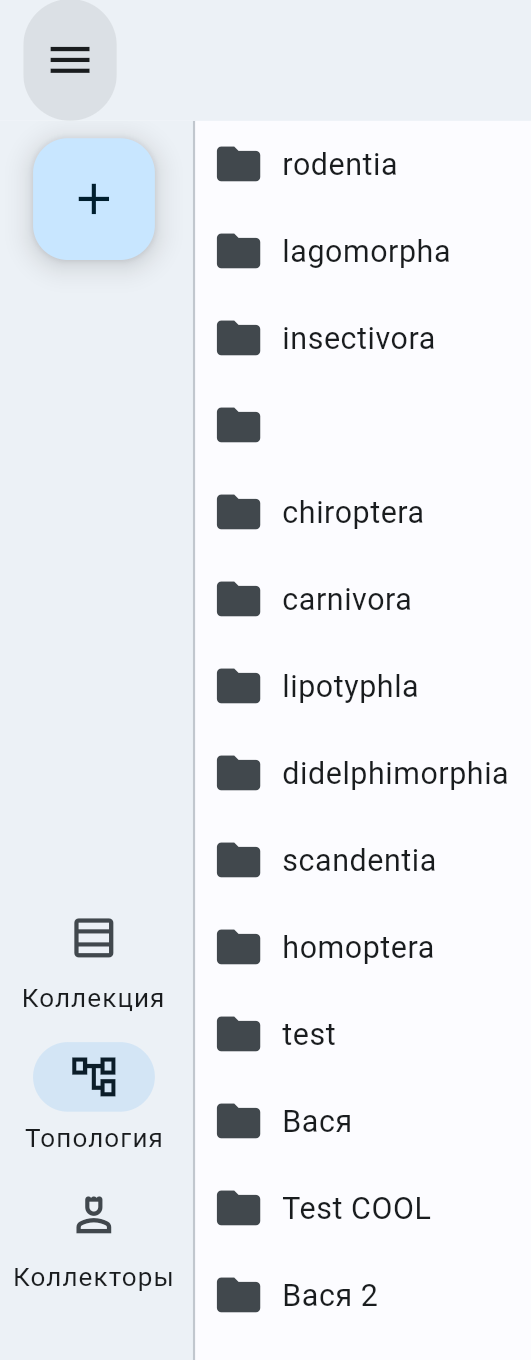 rodentia
lagomorpha
insectivora
chiroptera
carnivora
lipotyphla
didelphimorphia
scandentia
homoptera
test
Вася
Test COOL
Вася 2
Коллекция
Топология
Коллекторы